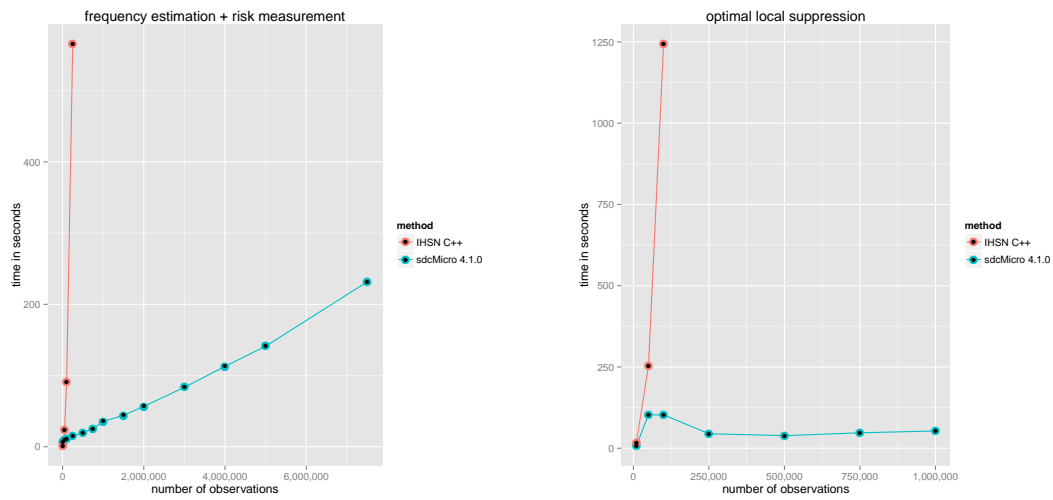 frequency estimation + risk measurement
400
200
0
time in seconds
0
2,000,000
4,000,000
6,000,000
number of observations
method
IHSN C++
sdcMicro 4.1.0
optimal local suppression
1250
1000
750
500
250
0
time in seconds
0
250,000
500,000
750,000
1,000,000
number of observations
method
IHSN C++
sdcMicro 4.1.0